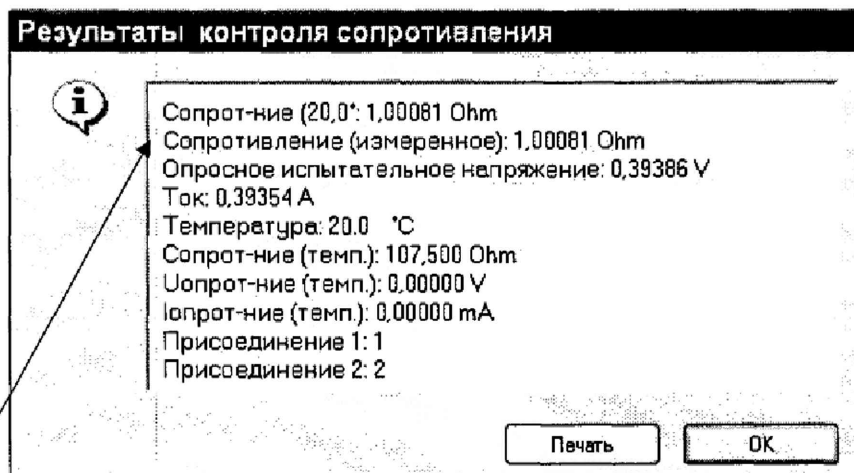 Результаты контроля сопротивления
Сопрот-ние (20,0°: 1,00081 Ohm
Сопротивление (измеренное): 1,00081 Ohm
Опросное испытательное напряжение: 0,39386 V
Ток: 0,39354 A
Температура: 20.0 °C
Сопрот-ние (темп.): 107,500 Ohm
Uопрот-ние (темп.): 0,00000 V
Iопрот-ние (темп.): 0,00000 mA
Присоединение 1: 1
Присоединение 2: 2
Печать
OK